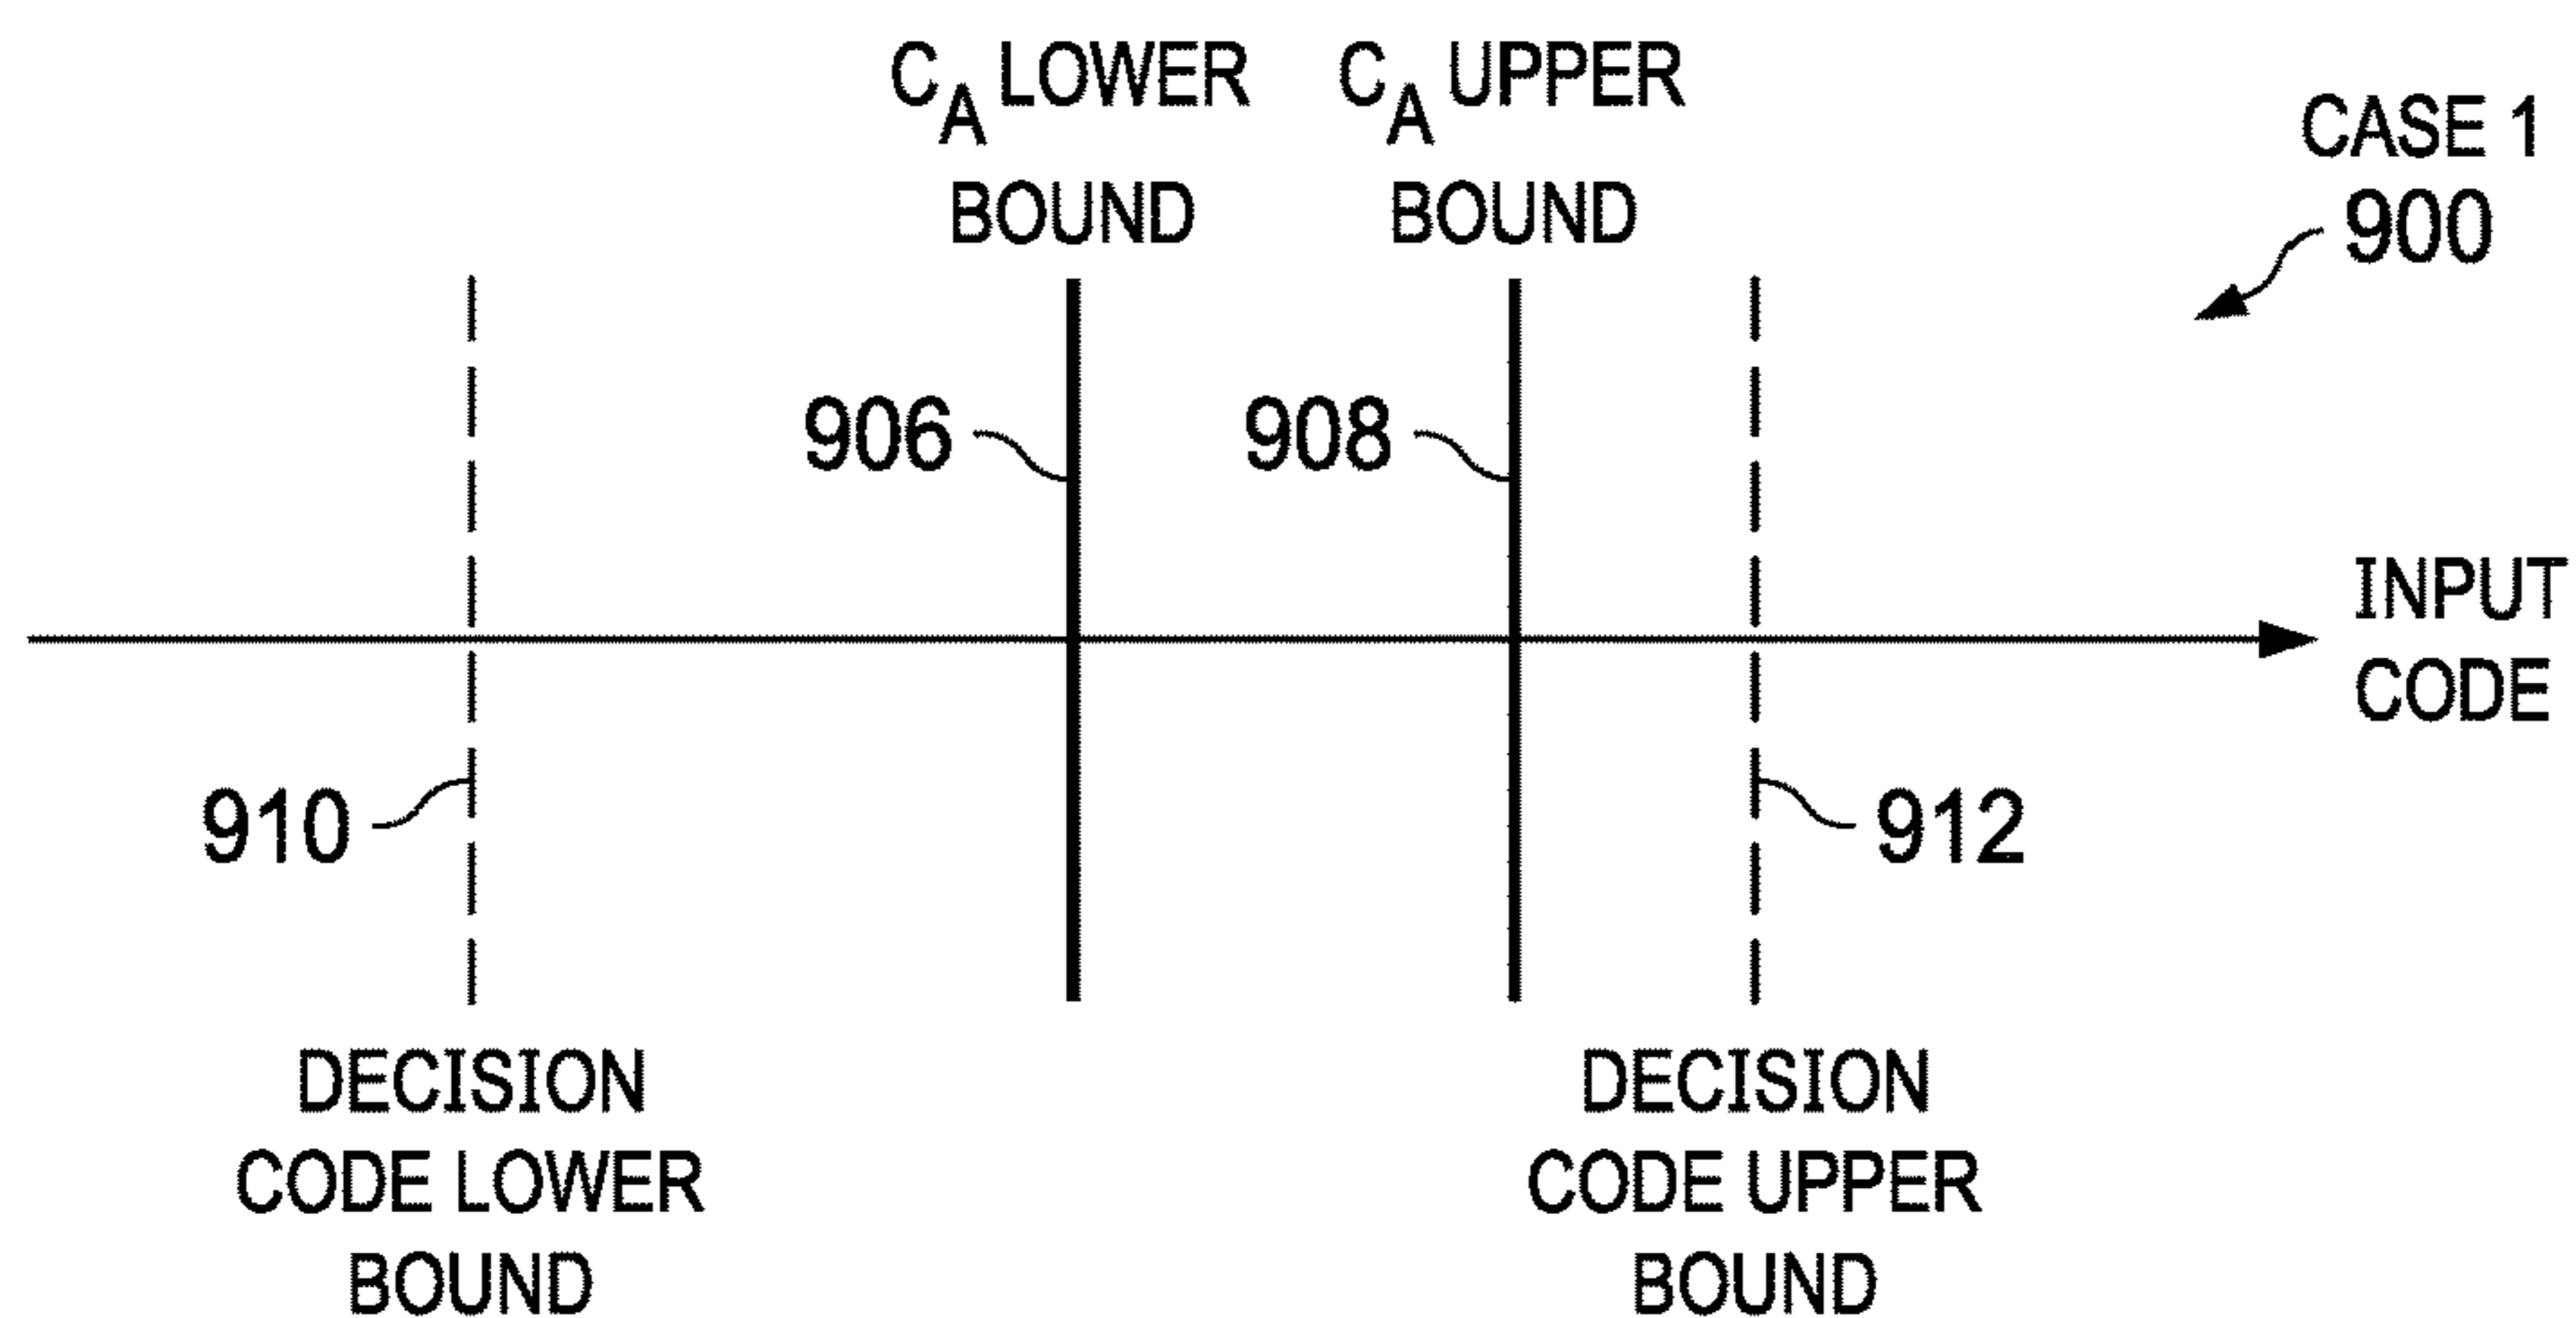 CA LOWER
BOUND
CA UPPER
BOUND
CASE 1
900
906
908
INPUT
CODE
910
912
DECISION
CODE LOWER
BOUND
DECISION
CODE UPPER
BOUND